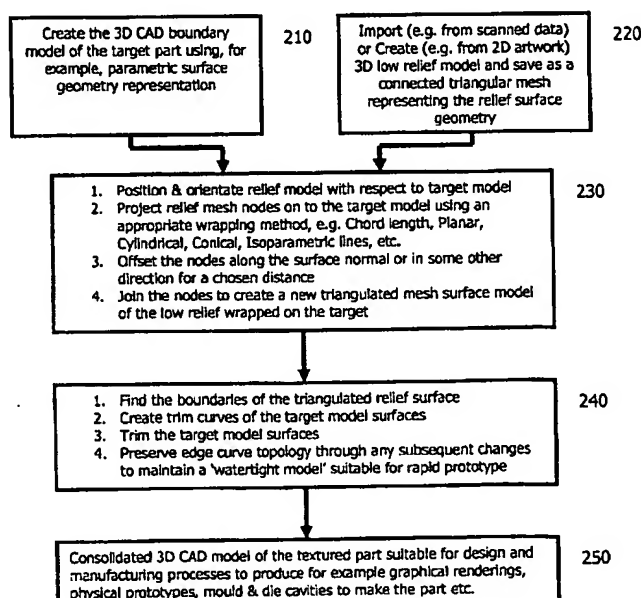 Create the 3D CAD boundary
model of the target part using, for
example, parametric surface
geometry representation
210
Import (e.g. from scanned data)
or Create (e.g. from 2D artwork)
3D low relief model and save as a
connected triangular mesh
representing the relief surface
geometry
220
1. Position & orientate relief model with respect to target model
2. Project relief mesh nodes on to the target model using an
appropriate wrapping method, e.g. Chord length, Planar,
Cylindrical, Conical, Isoparametric lines, etc.
3. Offset the nodes along the surface normal or in some other
direction for a chosen distance
4. Join the nodes to create a new triangulated mesh surface model
of the low relief wrapped on the target
230
1. Find the boundaries of the triangulated relief surface
2. Create trim curves of the target model surfaces
3. Trim the target model surfaces
4. Preserve edge curve topology through any subsequent changes
to maintain a 'watertight model' suitable for rapid prototype
240
Consolidated 3D CAD model of the textured part suitable for design and
manufacturing processes to produce for example graphical renderings,
physical prototypes, mould & die cavities to make the part etc.
250